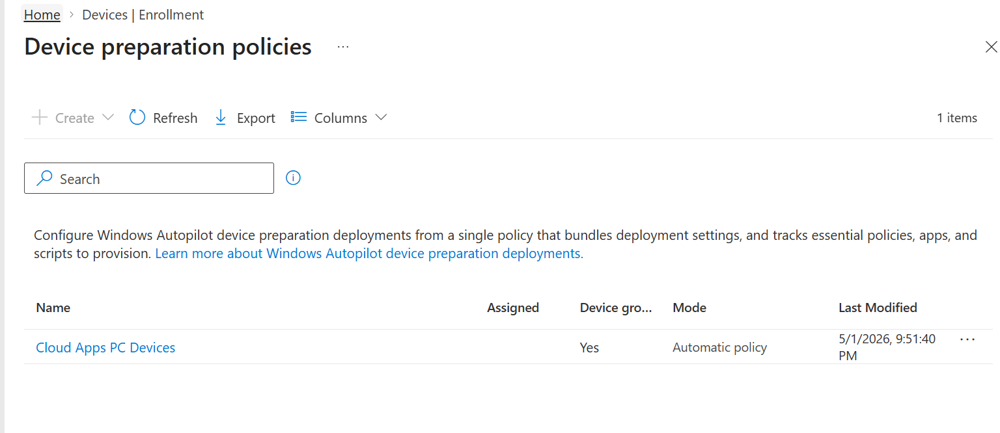 Home > Devices | Enrollment
Device preparation policies ...
Create Refresh Export Columns 1 items
Search
Configure Windows Autopilot device preparation deployments from a single policy that bundles deployment settings, and tracks essential policies, apps, and
scripts to provision. Learn more about Windows Autopilot device preparation deployments.
Name Assigned Device gro... Mode Last Modified
Cloud Apps PC Devices Yes Automatic policy 5/1/2026, 9:51:40
PM